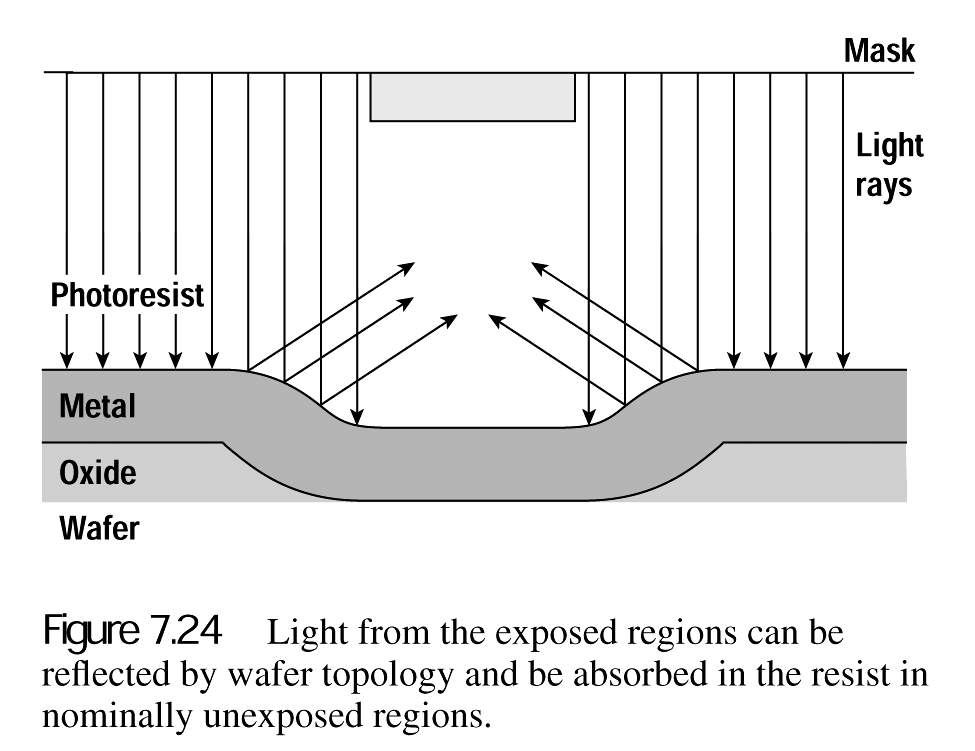 Mask
Light
rays
Photoresist
Metal
Oxide
Wafer
Figure 7.24 Light from the exposed regions can be
reflected by wafer topology and be absorbed in the resist in
nominally unexposed regions.